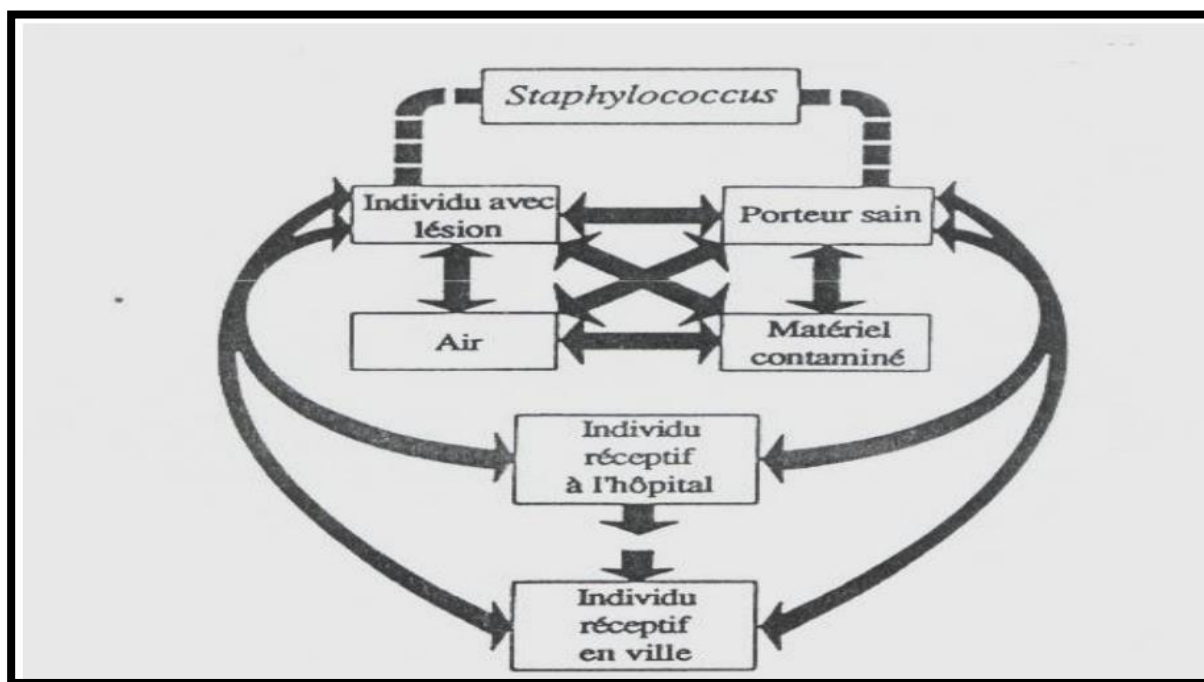 Staphylococcus
Individu avec
lésion
Porteur sain
Air
Matériel
contaminé
Individu
réceptif
à l'hôpital
Individu
réceptif
en ville